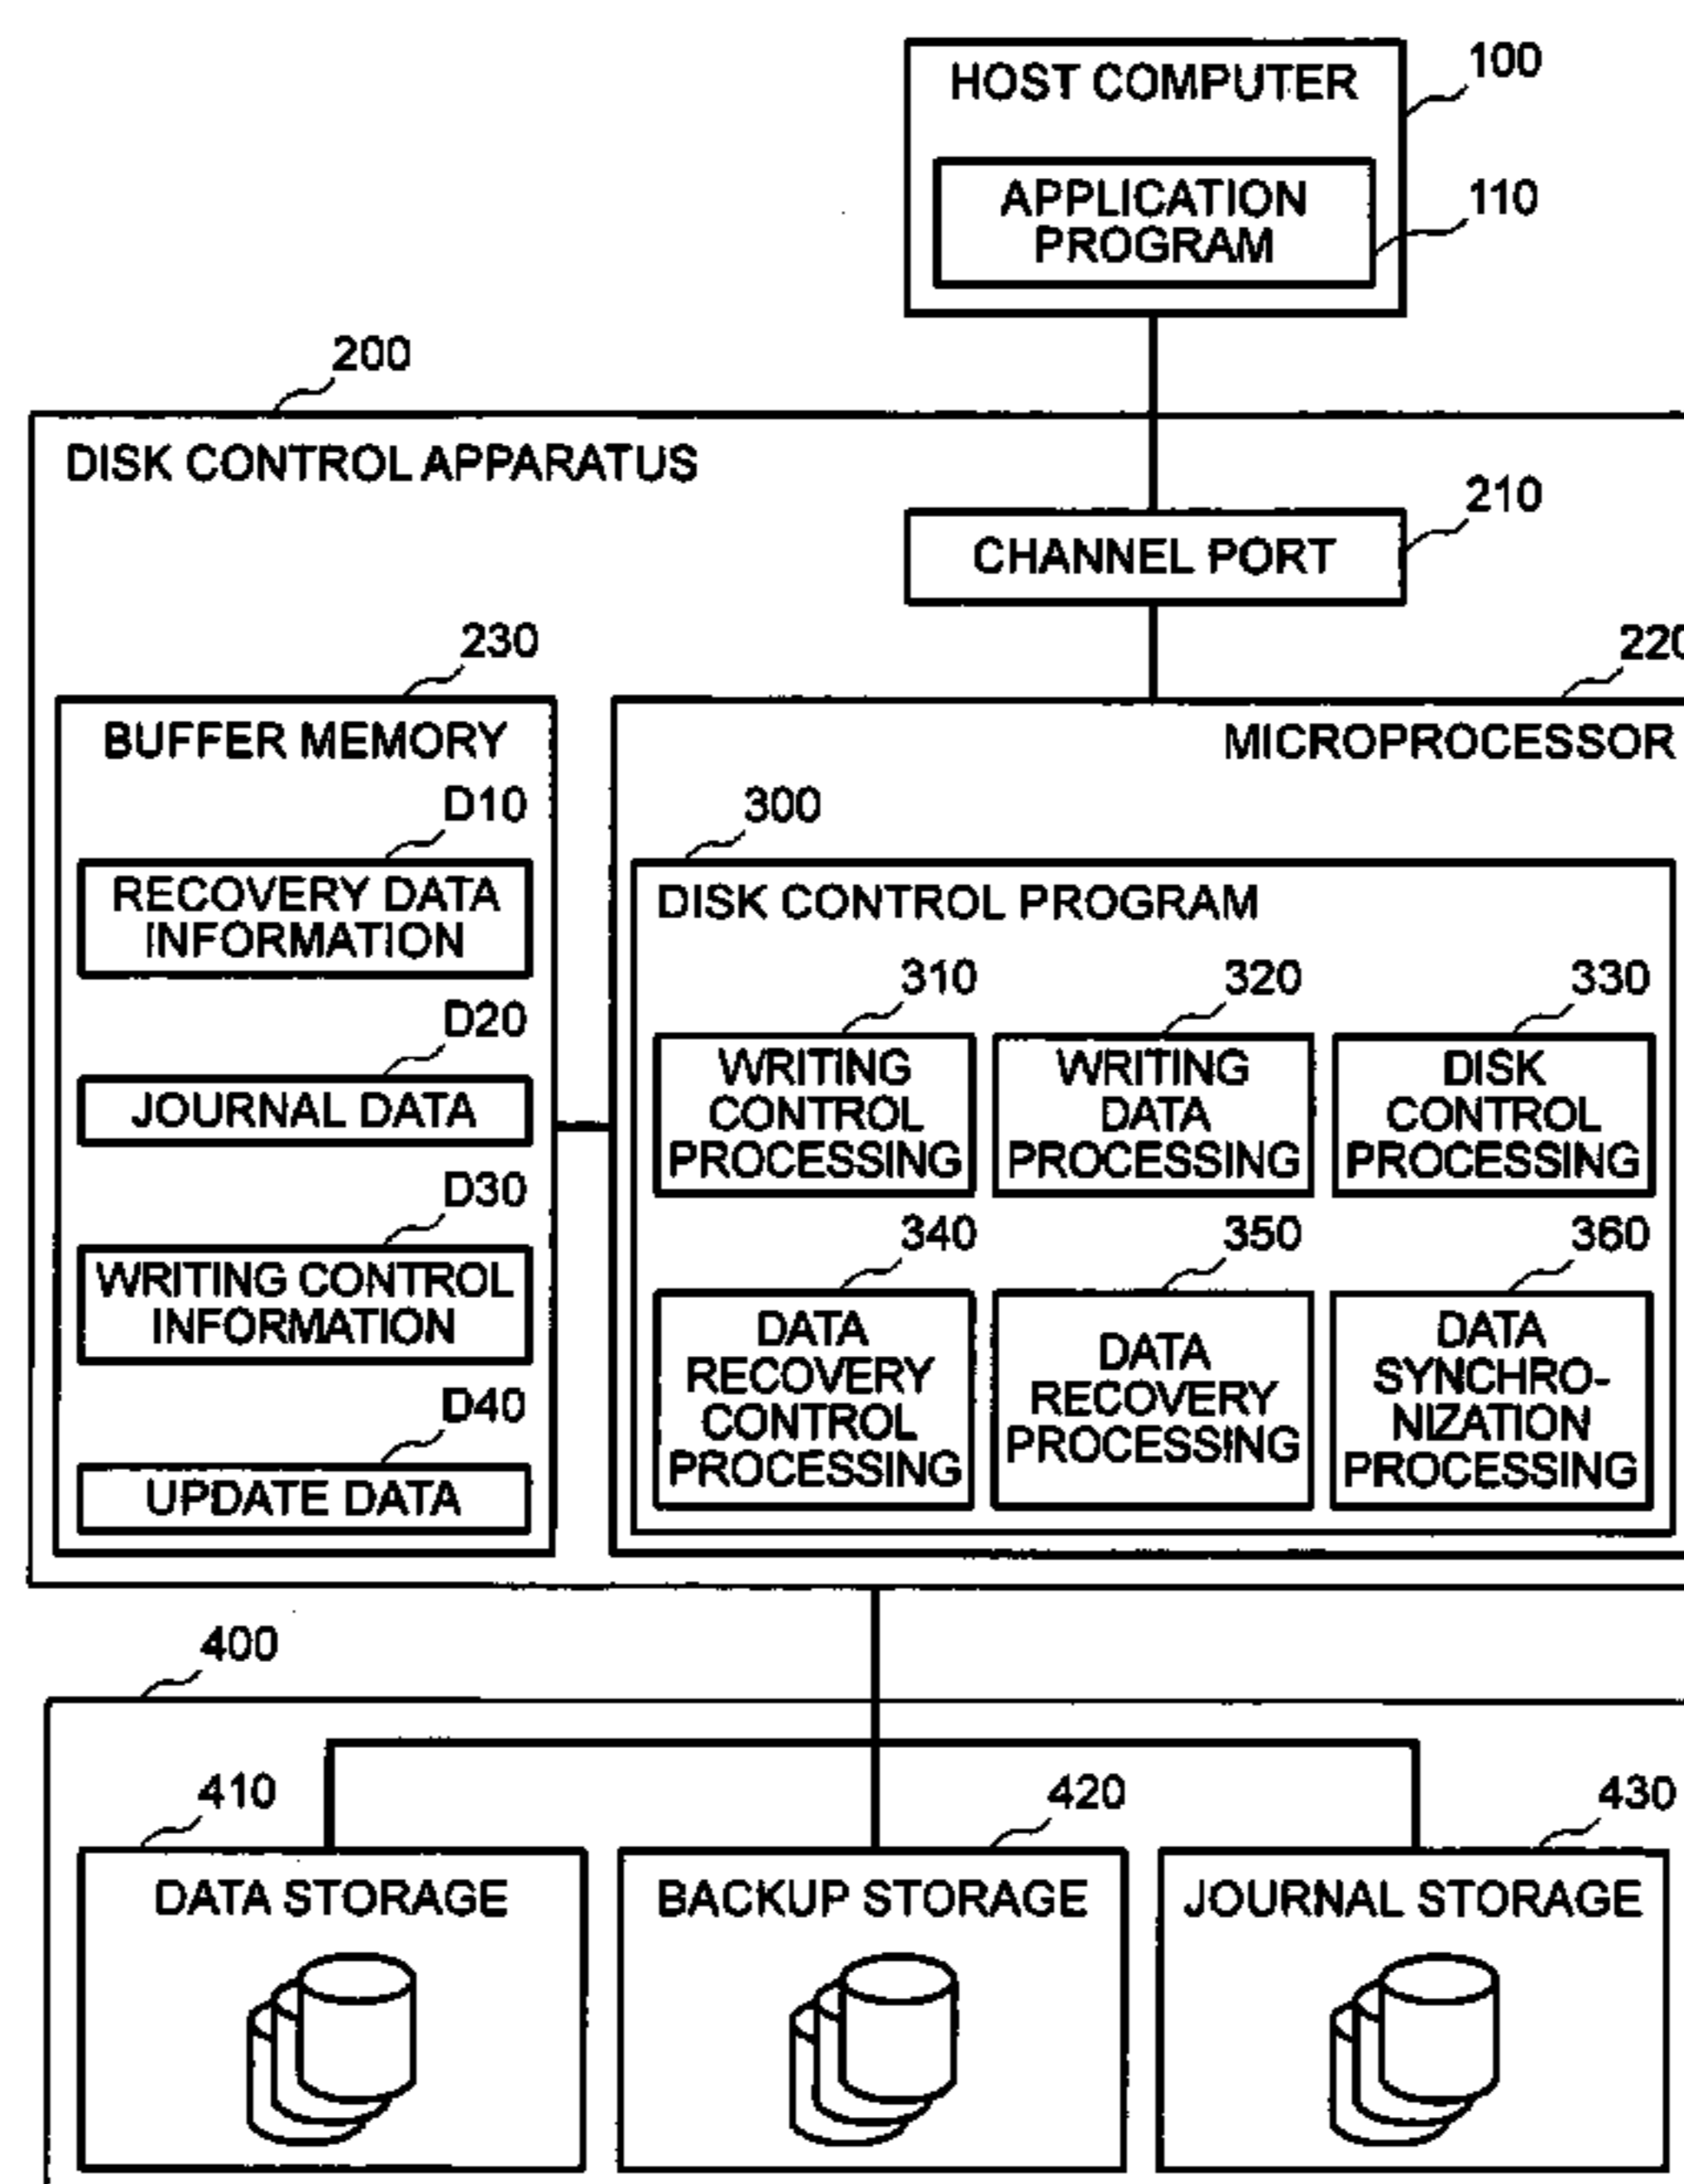 100
HOST COMPUTER
110
APPLICATION
PROGRAM
200
DISK CONTROL APPARATUS
210
CHANNEL PORT
230
220
BUFFER MEMORY
MICROPROCESSOR
D10
RECOVERY DATA
INFORMATION
D20
JOURNAL DATA
D30
WRITING CONTROL
INFORMATION
D40
UPDATE DATA
300
DISK CONTROL PROGRAM
310
WRITING
CONTROL
PROCESSING
320
WRITING
DATA
PROCESSING
330
DISK
CONTROL
PROCESSING
340
DATA
RECOVERY
CONTROL
PROCESSING
350
DATA
RECOVERY
PROCESSING
360
DATA
SYNCHRO-
NIZATION
PROCESSING
400
410
DATA STORAGE
420
BACKUP STORAGE
430
JOURNAL STORAGE